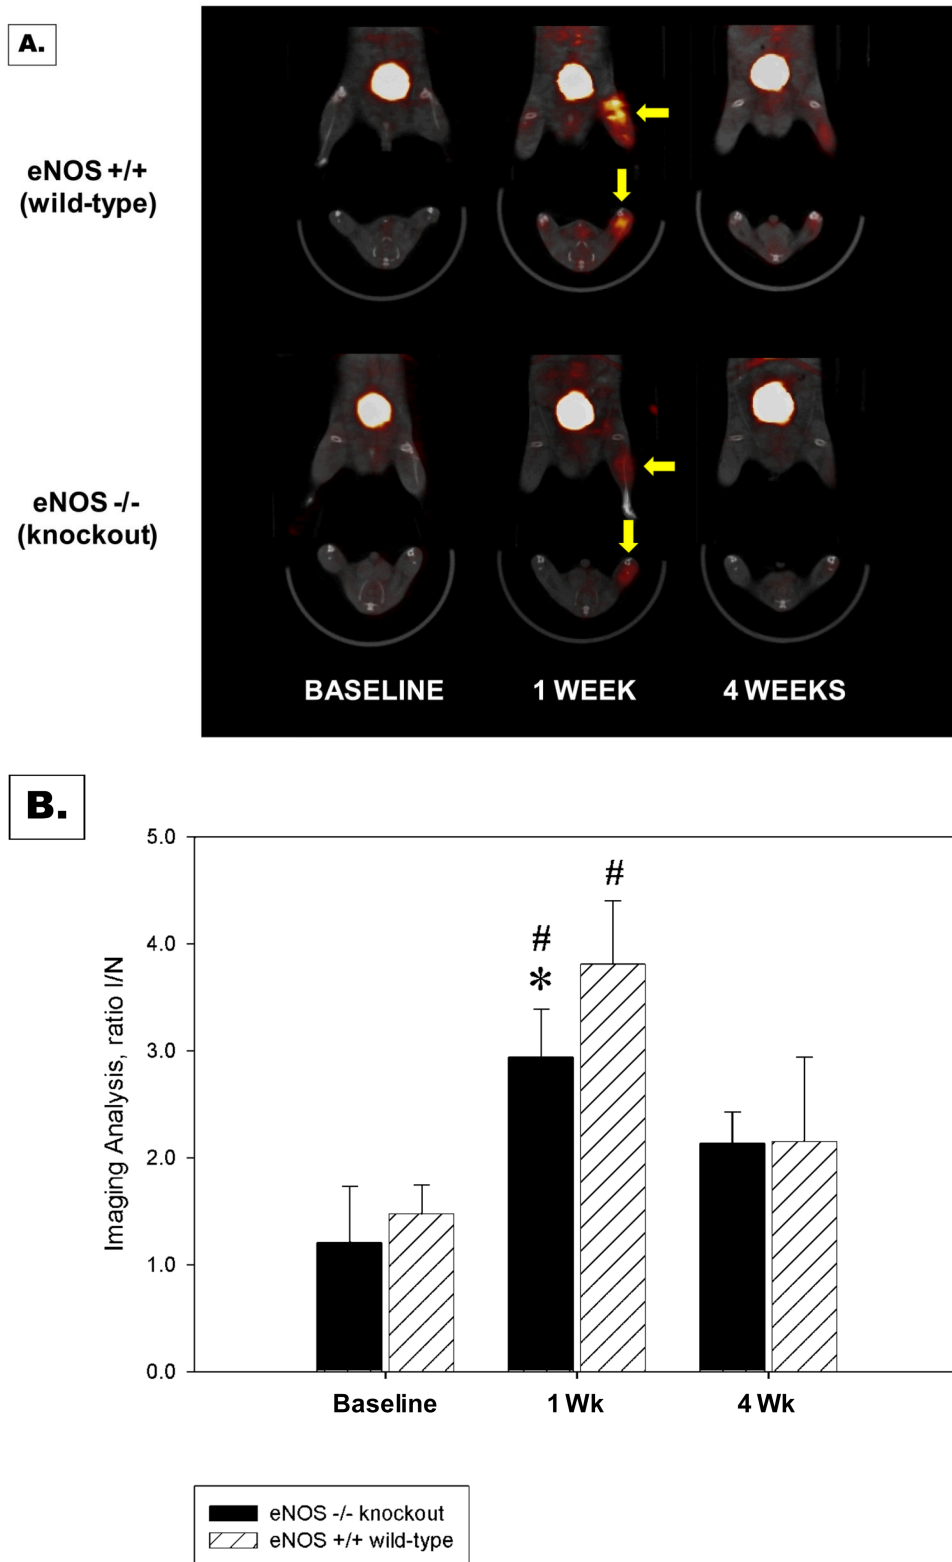 A.
eNOS +/+
(wild-type)
eNOS -/-
(knockout)
BASELINE 1 WEEK 4 WEEKS
B.
Imaging Analysis, ratio I/N
5.0
4.0
3.0
2.0
1.0
0.0
#
#
*
Baseline 1 Wk 4 Wk
eNOS -/- knockout
eNOS +/+ wild-type